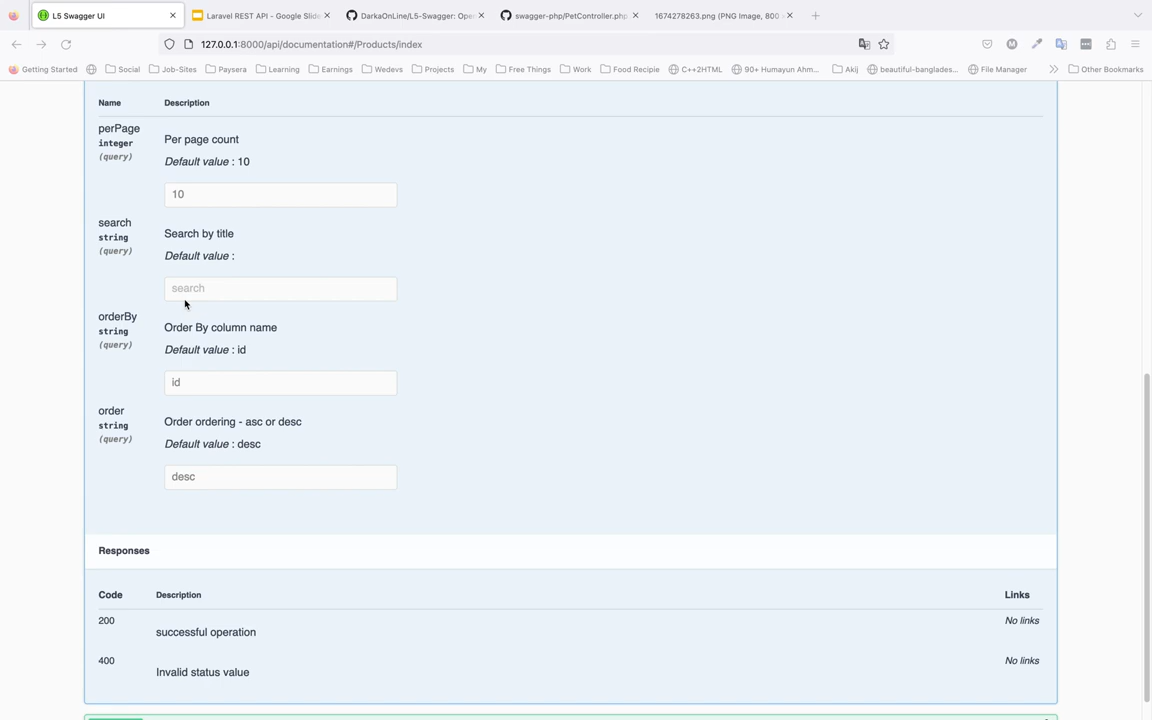 L5 Swagger UI
Laravel REST API - Google Slide
DarkaOnLine/L5-Swagger: Ope
swagger-php/PetController.php
1674278263.png (PNG Image, 800
127.0.0.1:8000/api/documentation#/Products/index
Getting Started
Social
Job-Sites
Paysera
Learning
Earnings
Wedevs
Projects
My
Free Things
Work
Food Recipie
C++2HTML
90+ Humayun Ahm...
Akij
beautiful-banglades...
File Manager
Other Bookmarks
Name
Description
perPage
integer
(query)
Per page count
Default value : 10
10
search
string
(query)
Search by title
Default value :
search
orderBy
string
(query)
Order By column name
Default value : id
id
order
string
(query)
Order ordering - asc or desc
Default value : desc
desc
Responses
Code
Description
Links
200
successful operation
No links
400
Invalid status value
No links